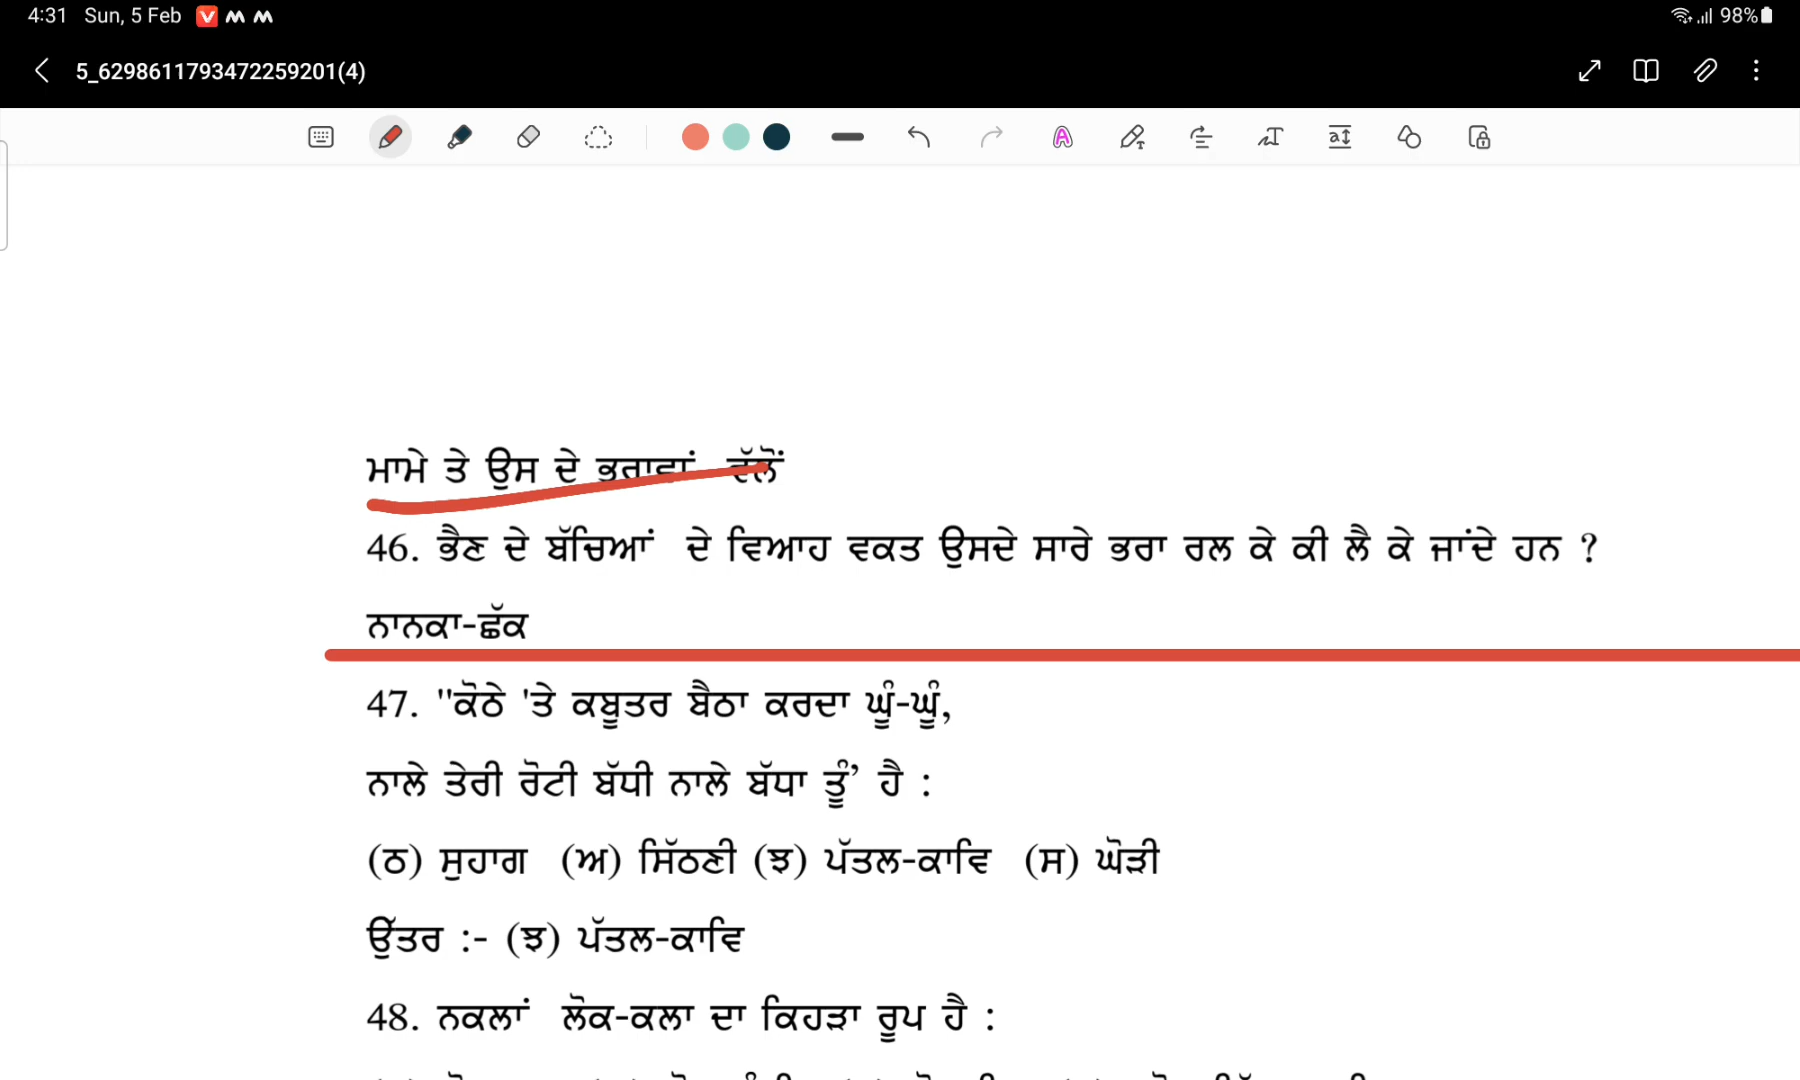 4:31 Sun, 5 Feb 98%
5_6298611793472259201(4)
ਮਾਮੇ ਤੇ ਉਸ ਦੇ ਭਰਾਵਾਂ ਵੱਲੋਂ
46. ਭੈਣ ਦੇ ਬੱਚਿਆਂ ਦੇ ਵਿਆਹ ਵਕਤ ਉਸਦੇ ਸਾਰੇ ਭਰਾ ਰਲ ਕੇ ਕੀ ਲੈ ਕੇ ਜਾਂਦੇ ਹਨ ?
ਨਾਨਕਾ-ਛੱਕ
47. "ਕੋਠੇ 'ਤੇ ਕਬੂਤਰ ਬੈਠਾ ਕਰਦਾ ਘੂੰ-ਘੂੰ,
ਨਾਲੇ ਤੇਰੀ ਰੋਟੀ ਬੱਧੀ ਨਾਲੇ ਬੱਧਾ ਤੂੰ’ ਹੈ :
(ਠ) ਸੁਹਾਗ (ਅ) ਸਿੱਠਣੀ (ਝ) ਪੱਤਲ-ਕਾਵਿ (ਸ) ਘੋੜੀ
ਉੱਤਰ :- (ਝ) ਪੱਤਲ-ਕਾਵਿ
48. ਨਕਲਾਂ ਲੋਕ-ਕਲਾ ਦਾ ਕਿਹੜਾ ਰੂਪ ਹੈ :